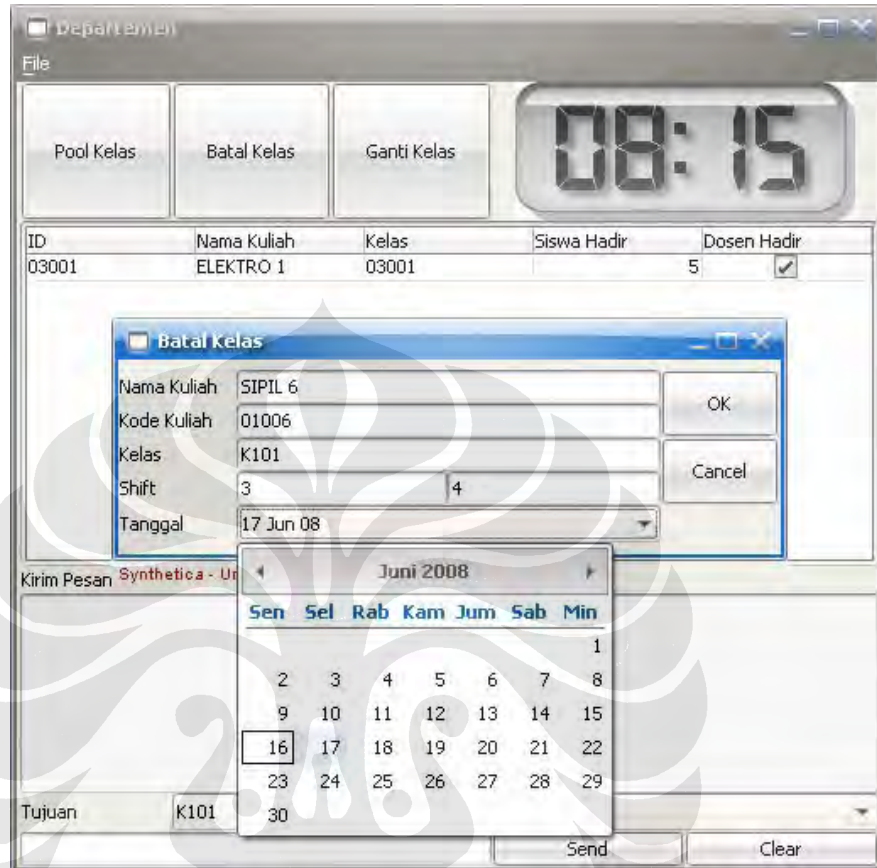 Departemen
File
Pool Kelas Batal Kelas Ganti Kelas 08:15
ID Nama Kuliah Kelas Siswa Hadir Dosen Hadir
03001 ELEKTRO 1 03001 5
Batal Kelas
Nama Kuliah SIPIL 6
OK
Kode Kuliah 01006
Kelas K101
Cancel
Shift 3 4
Tanggal 17 Jun 08
Kirim Pesan Synthetica -
Juni 2008
Sen Sel Rab Kam Jum Sab Min
1
2 3 4 5 6 7 8
9 10 11 12 13 14 15
16 17 18 19 20 21 22
23 24 25 26 27 28 29
30
Tujuan K101
Send Clear